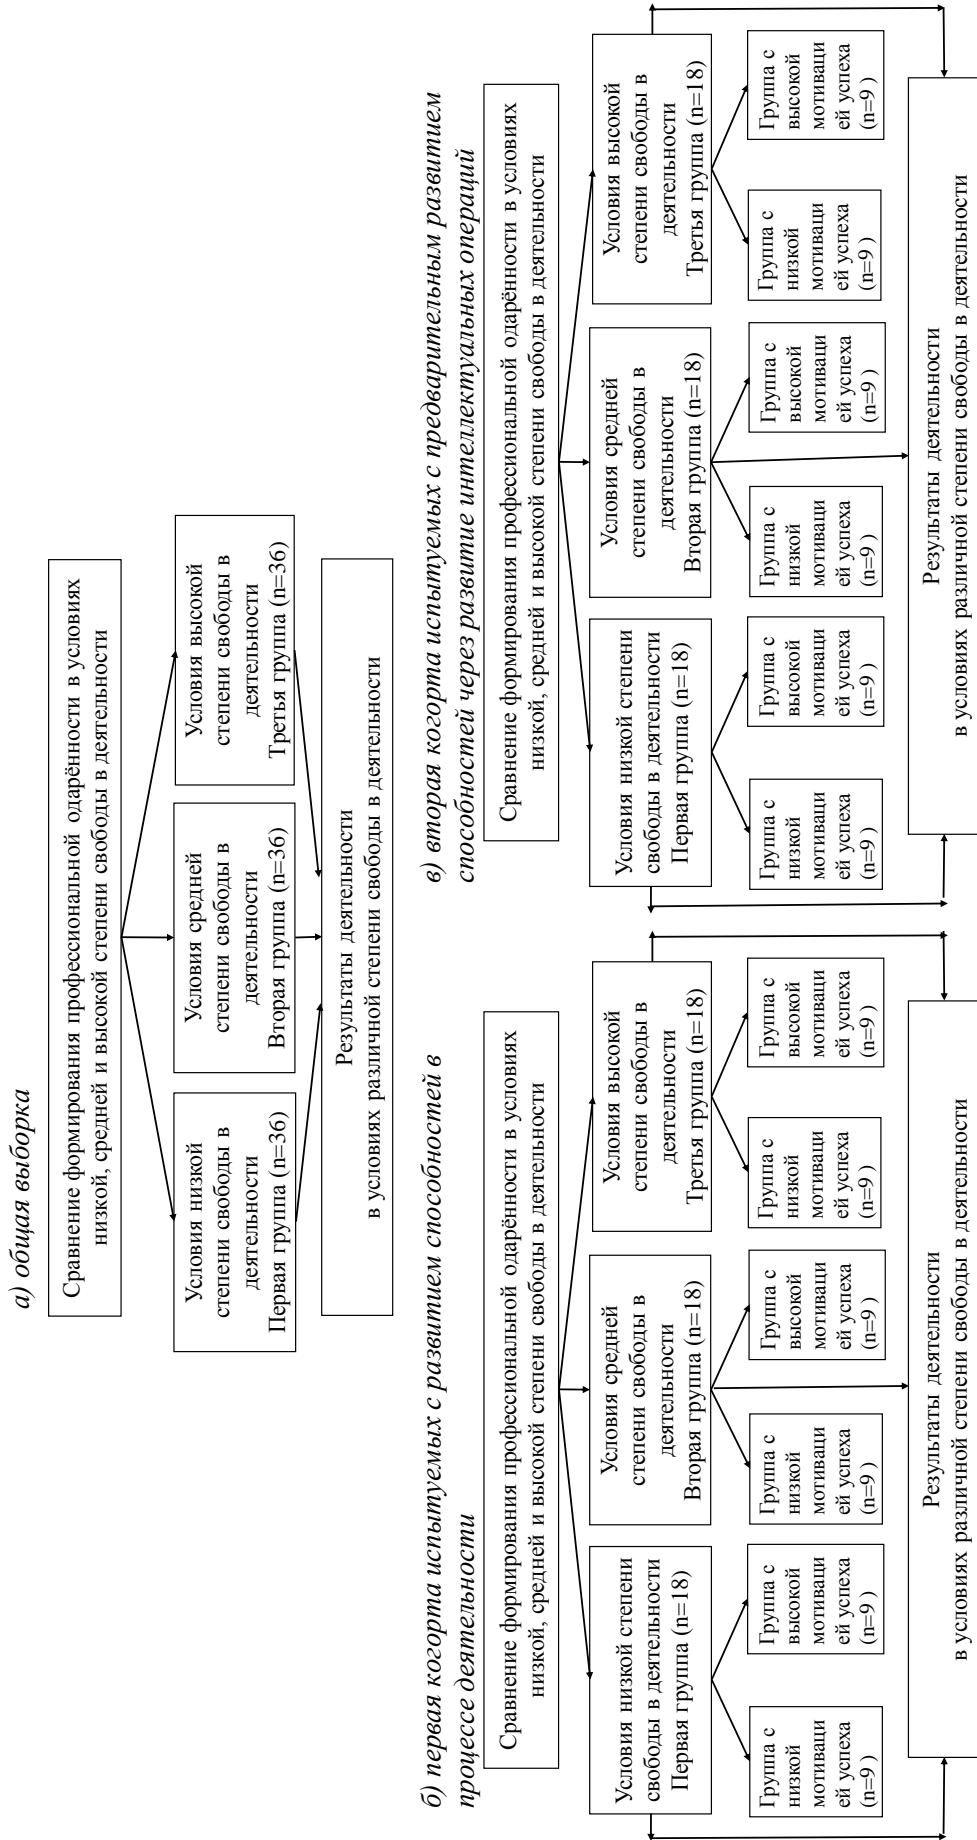 а) общая выборка
Сравнение формирования профессиональной одарённости в условиях
низкой, средней и высокой степени свободы в деятельности
Условия низкой
степени свободы в
деятельности
Первая группа (n=36)
Условия средней
степени свободы в
деятельности
Вторая группа (n=36)
Условия высокой
степени свободы в
деятельности
Третья группа (n=36)
Результаты деятельности
в условиях различной степени свободы в деятельности
б) первая когорта испытуемых с развитием способностей в
процессе деятельности
Сравнение формирования профессиональной одарённости в условиях
низкой, средней и высокой степени свободы в деятельности
Условия низкой степени
свободы в деятельности
Первая группа (n=18)
Условия средней
степени свободы в
деятельности
Вторая группа (n=18)
Условия высокой
степени свободы в
деятельности
Третья группа (n=18)
Группа с
низкой
мотиваци
ей успеха
(n=9 )
Группа с
высокой
мотиваци
ей успеха
(n=9 )
Группа с
низкой
мотиваци
ей успеха
(n=9 )
Группа с
высокой
мотиваци
ей успеха
(n=9 )
Группа с
низкой
мотиваци
ей успеха
(n=9 )
Группа с
высокой
мотиваци
ей успеха
(n=9 )
Результаты деятельности
в условиях различной степени свободы в деятельности
в) вторая когорта испытуемых с предварительным развитием
способностей через развитие интеллектуальных операций
Сравнение формирования профессиональной одарённости в условиях
низкой, средней и высокой степени свободы в деятельности
Условия низкой степени
свободы в деятельности
Первая группа (n=18)
Условия средней
степени свободы в
деятельности
Вторая группа (n=18)
Условия высокой
степени свободы в
деятельности
Третья группа (n=18)
Группа с
низкой
мотиваци
ей успеха
(n=9 )
Группа с
высокой
мотиваци
ей успеха
(n=9 )
Группа с
низкой
мотиваци
ей успеха
(n=9 )
Группа с
высокой
мотиваци
ей успеха
(n=9 )
Группа с
низкой
мотиваци
ей успеха
(n=9 )
Группа с
высокой
мотиваци
ей успеха
(n=9 )
Результаты деятельности
в условиях различной степени свободы в деятельности